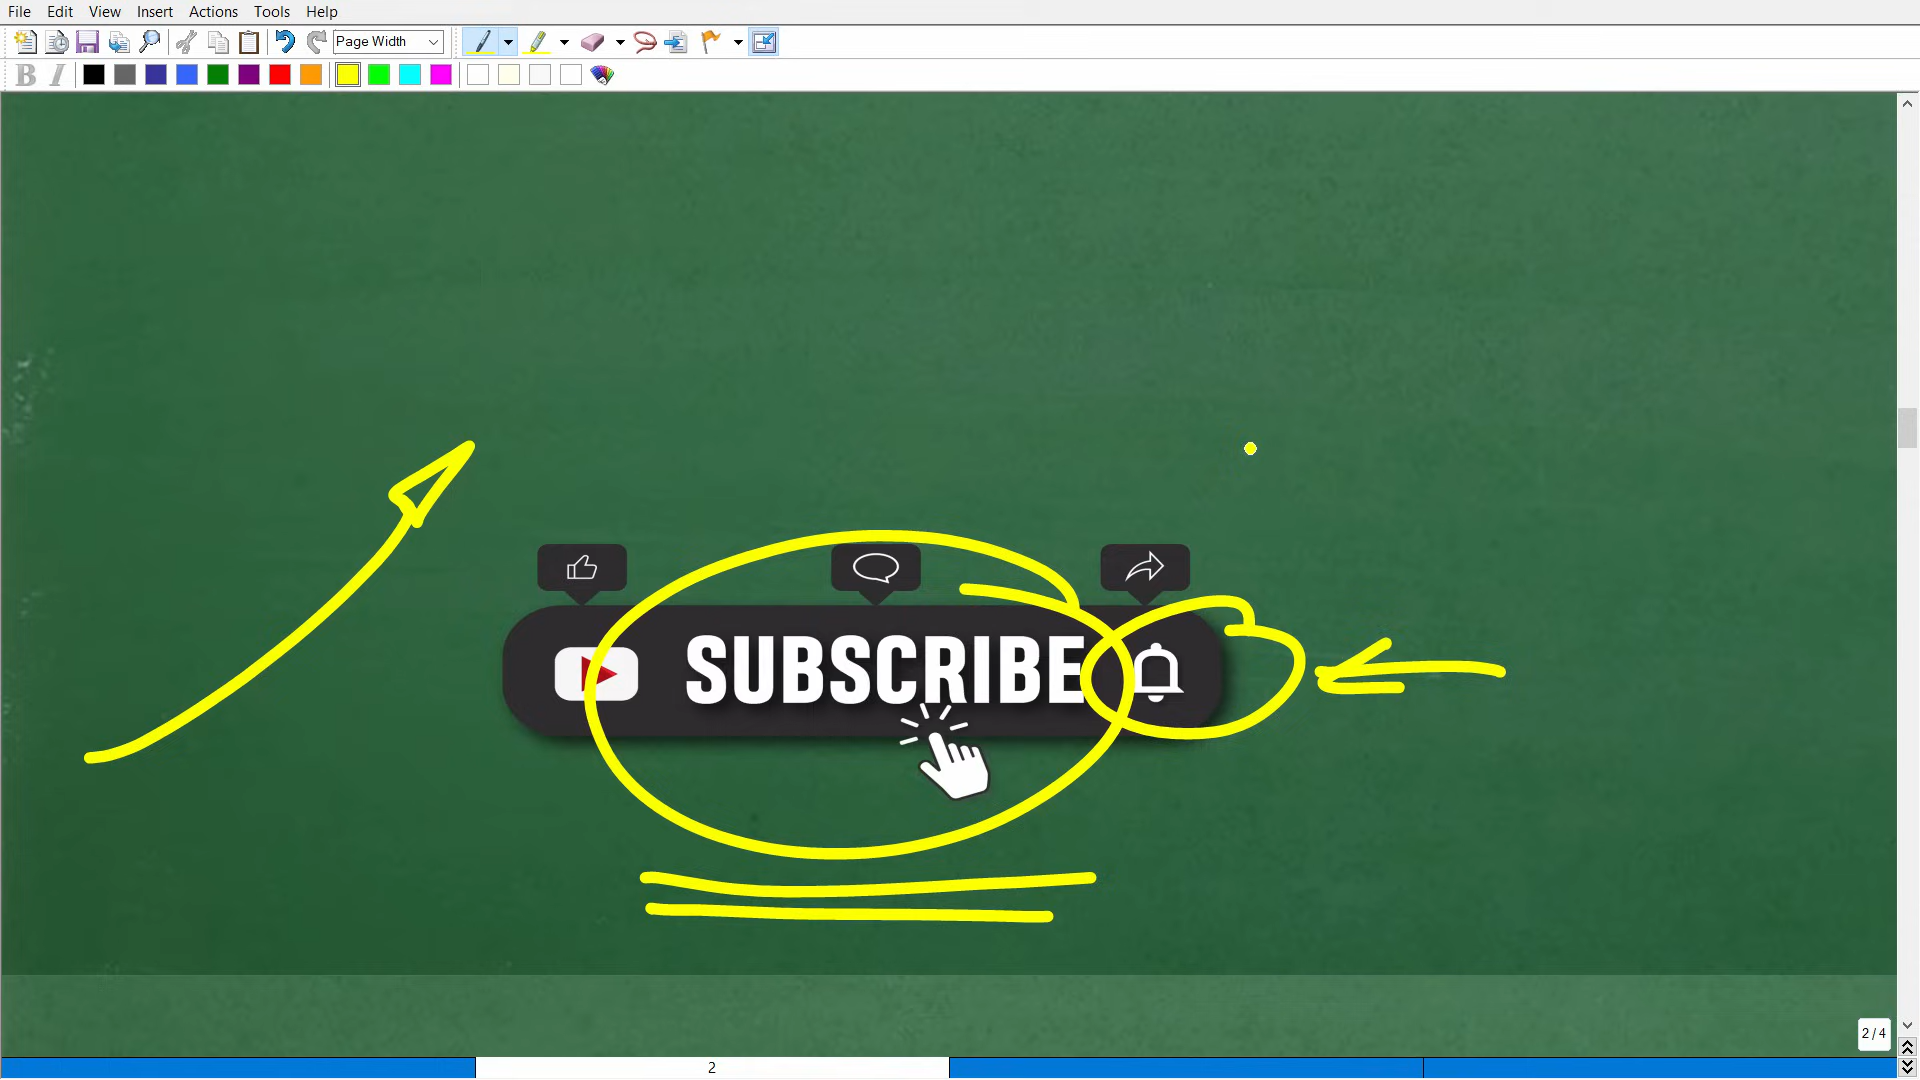 File Edit View Insert Actions Tools Help
Page Width
B I
SUBSCRIBE
2 / 4
2